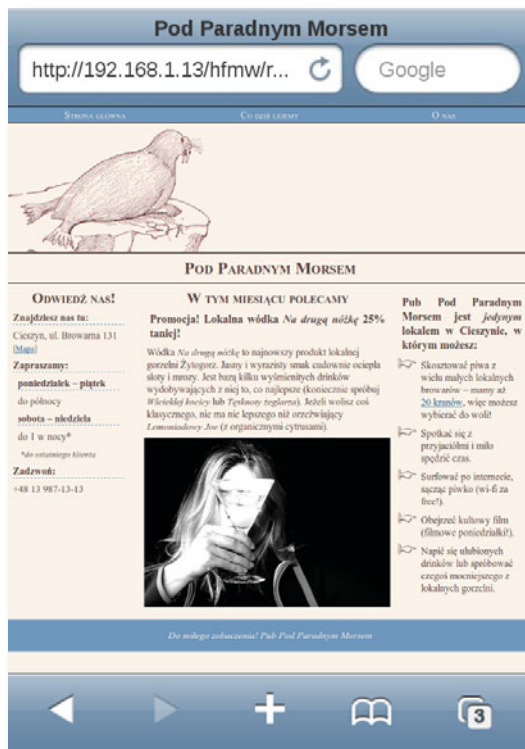 Pod Paradnym Morsem
http://192.168.1.13/hfmw/r...
Google
Strona główna
Co dziś lejemy
O nas
Pod Paradnym Morsem
Odwiedź nas!
Znajdziesz nas tu:
Cieszyn, ul. Browarna 131
[Mapa]
Zapraszamy:
poniedziałek – piątek
do północy
sobota – niedziela
do 1 w nocy*
*do ostatniego klienta
Zadzwoń:
+48 13 987-13-13
W tym miesiącu polecamy
Promocja! Lokalna wódka Na drugą nóżkę 25%
taniej!
Wódka Na drugą nóżkę to najnowszy produkt lokalnej
gorzelni Żytogorz. Jasny i wyrazisty smak cudownie ociepla
słoty i mrozy. Jest bazą kilku wyśmienitych drinków
wydobywających z niej to, co najlepsze (koniecznie spróbuj
Wściekłej kocicy lub Tęsknoty żeglarza). Jeżeli wolisz coś
klasycznego, nie ma nic lepszego niż orzeźwiający
Lemoniadowy Joe (z organicznymi cytrusami).
Pub Pod Paradnym
Morsem jest jedynym
lokalem w Cieszynie, w
którym możesz:
Skosztować piwa z
wielu małych lokalnych
browarów – mamy aż
20 kranów, więc możesz
wybierać do woli!
Spotkać się z
przyjaciółmi i miło
spędzić czas.
Surfować po internecie,
sącząc piwko (wi-fi za
free!).
Obejrzeć kultowy film
(filmowe poniedziałki!).
Napić się ulubionych
drinków lub spróbować
czegoś mocniejszego z
lokalnych gorzelni.
Do miłego zobaczenia! Pub Pod Paradnym Morsem
3